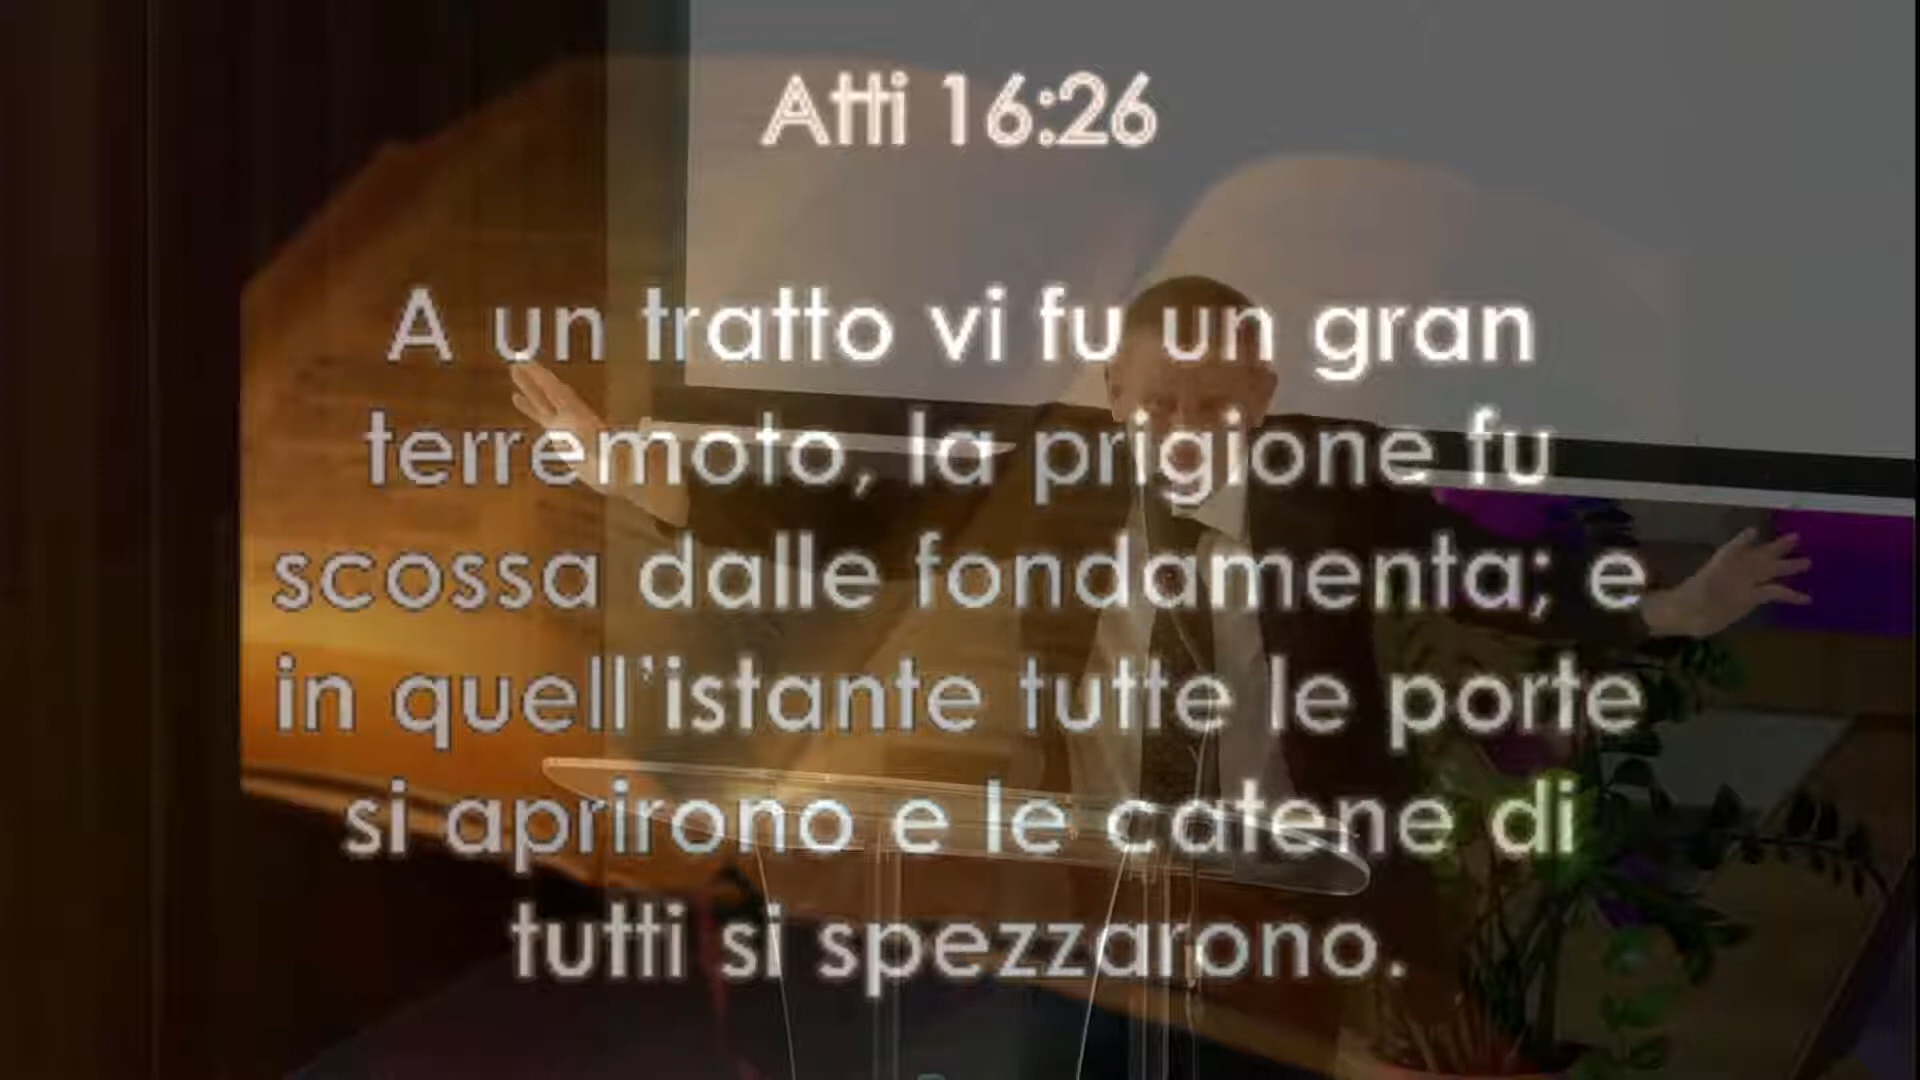 Atti 16:26
A un tratto vi fu un gran
terremoto, la prigione fu
scossa dalle fondamenta; e
in quell'istante tutte le porte
si aprirono e le catene di
tutti si spezzarono.